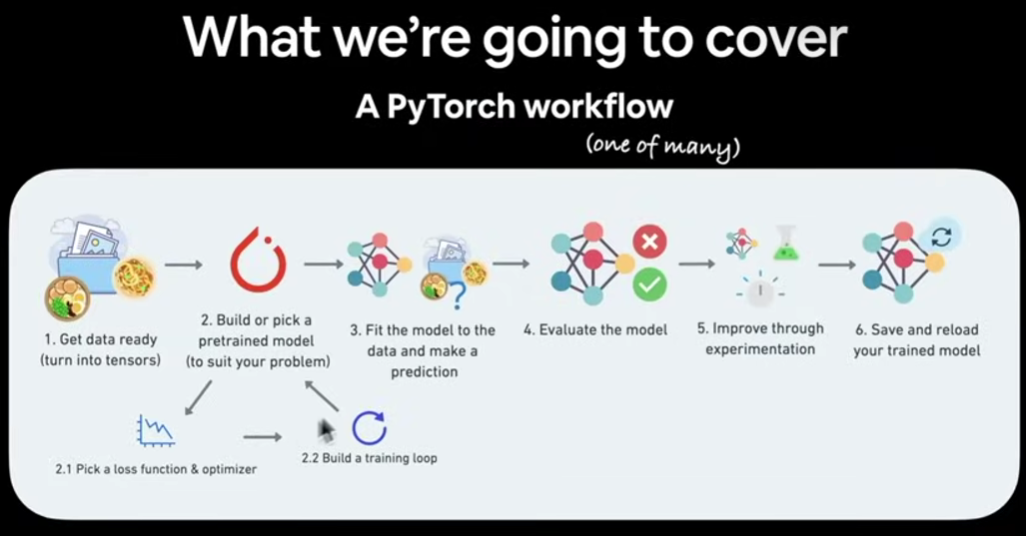 What we're going to cover
A PyTorch workflow
(one of many)
1. Get data ready
(turn into tensors)
2. Build or pick a
pretrained model
(to suit your problem)
3. Fit the model to the
data and make a
prediction
4. Evaluate the model
5. Improve through
experimentation
6. Save and reload
your trained model
2.1 Pick a loss function & optimizer
2.2 Build a training loop